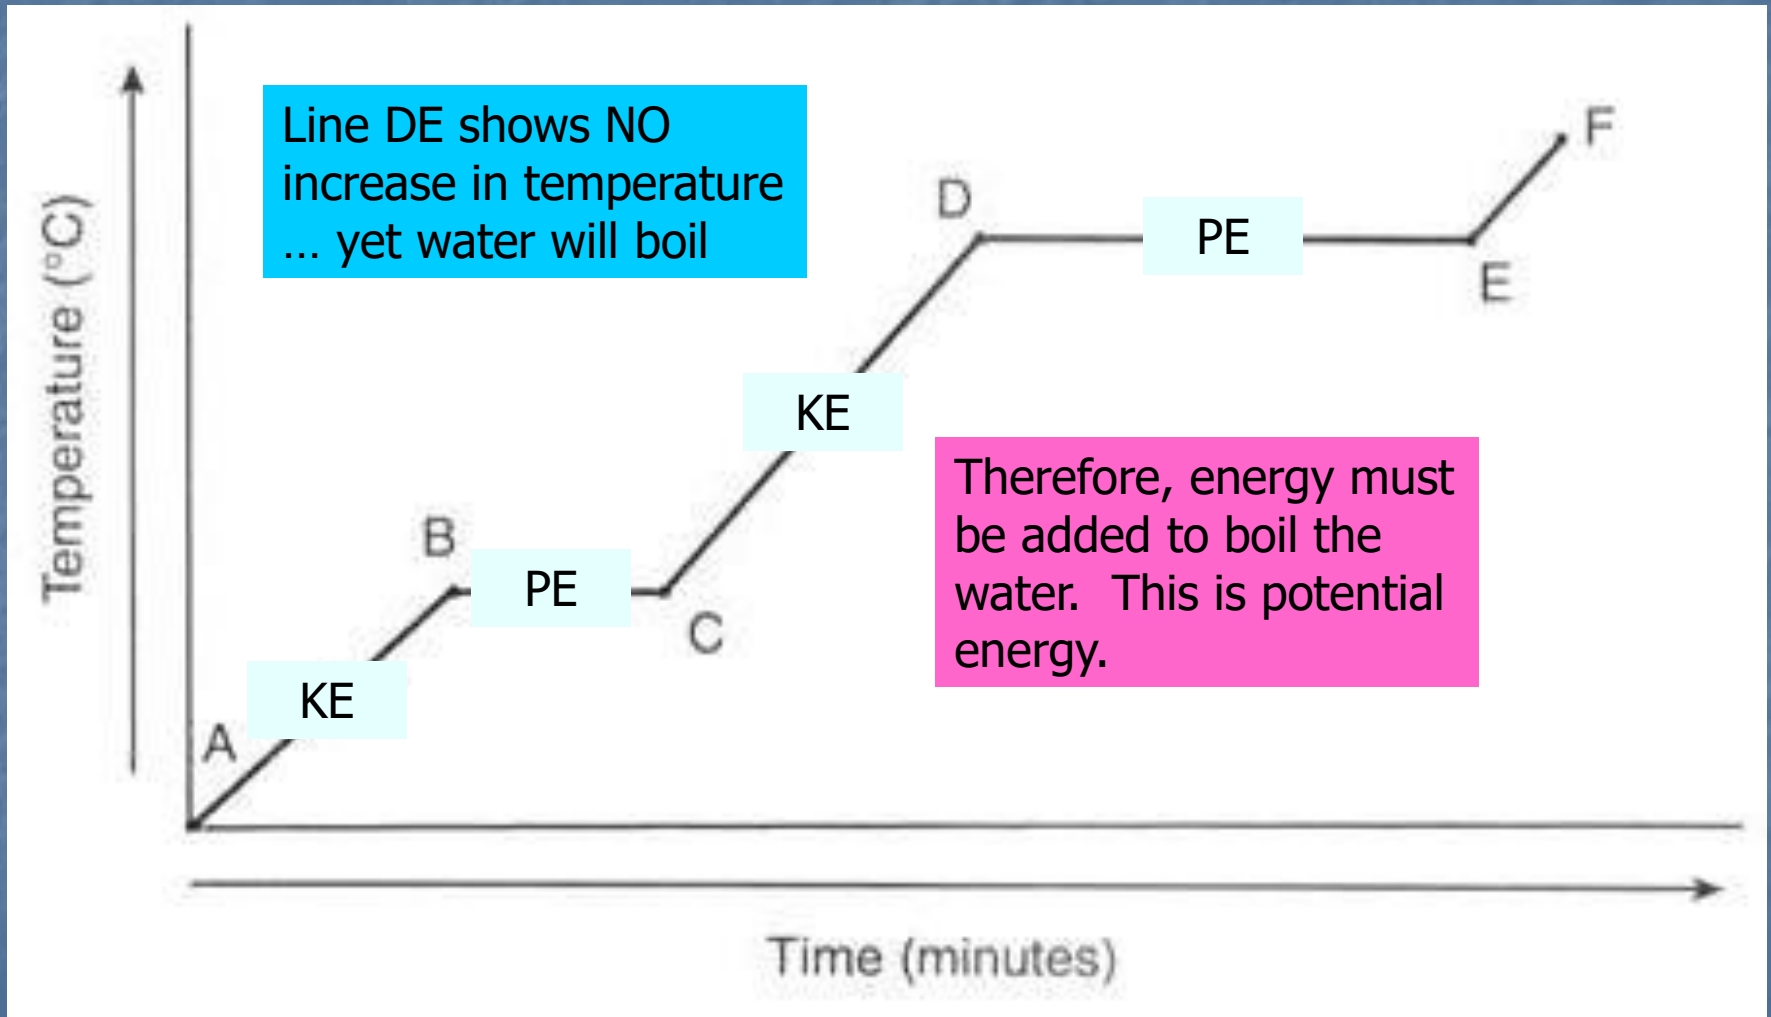 Line DE shows NO
increase in temperature
... yet water will boil
F
D
PE
E
KE
Therefore, energy must
be added to boil the
water.  This is potential
energy.
B
PE
C
KE
A
Temperature (°C)
Time (minutes)